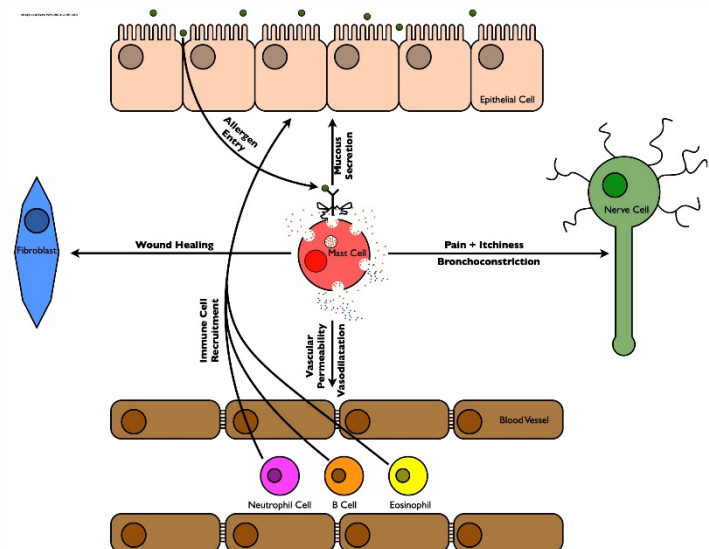 Epithelial Cell
Allergen
Entry
Mucous
Secretion
Nerve Cell
Fibroblast
Wound Healing
Mast Cell
Pain + Itchiness
Bronchoconstriction
Immune Cell
Recruitment
Vascular
Permeability
Vasodilatation
Blood Vessel
Neutrophil Cell
B Cell
Eosinophil